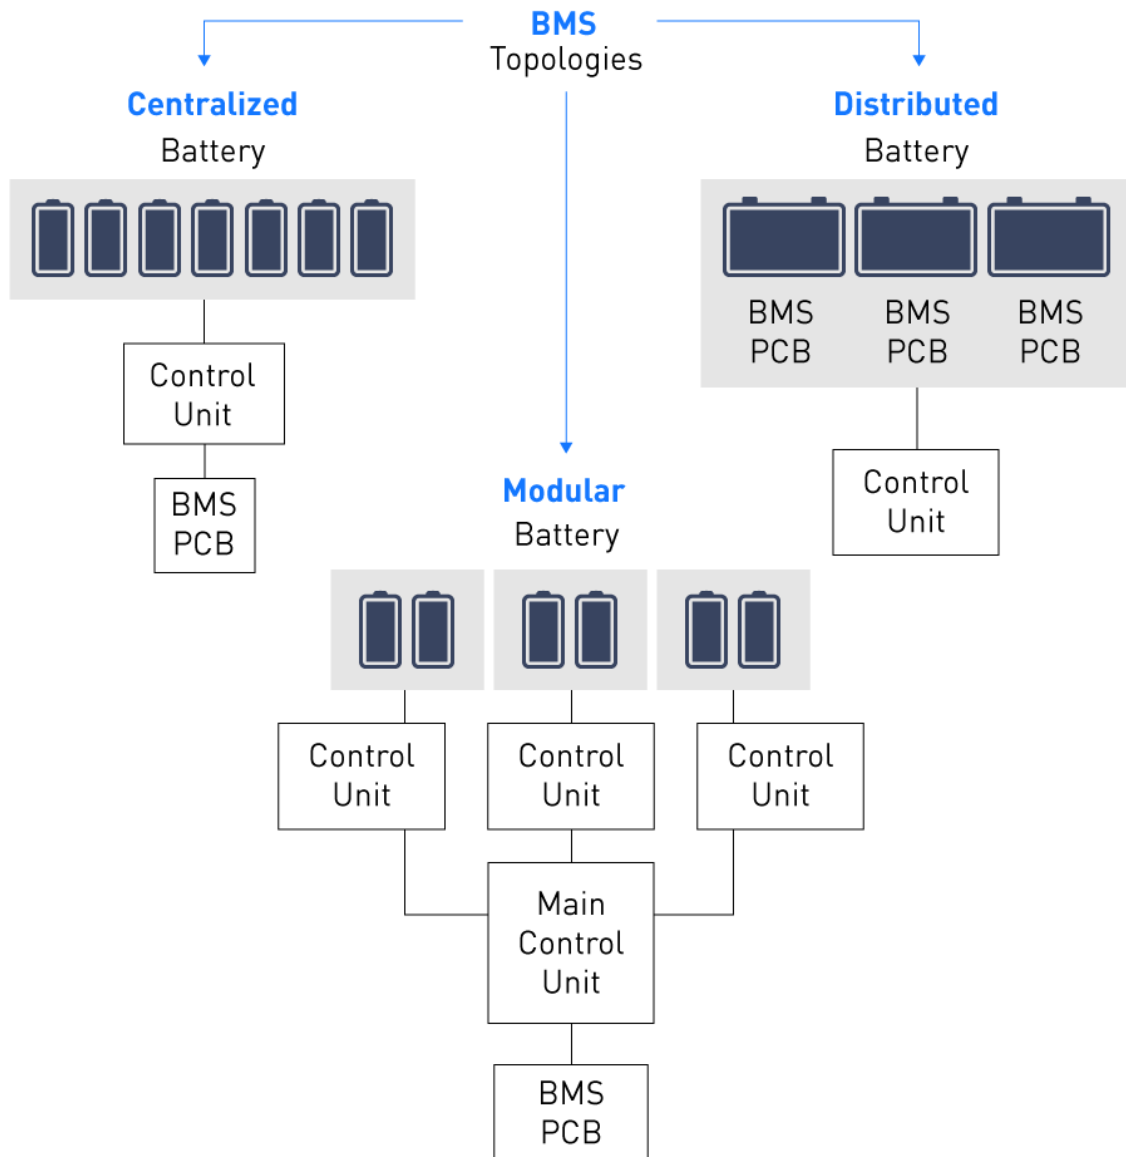 BMS
Topologies
Centralized
Battery
Control
Unit
BMS
PCB
Distributed
Battery
BMS
PCB
BMS
PCB
BMS
PCB
Control
Unit
Modular
Battery
Control
Unit
Control
Unit
Control
Unit
Main
Control
Unit
BMS
PCB